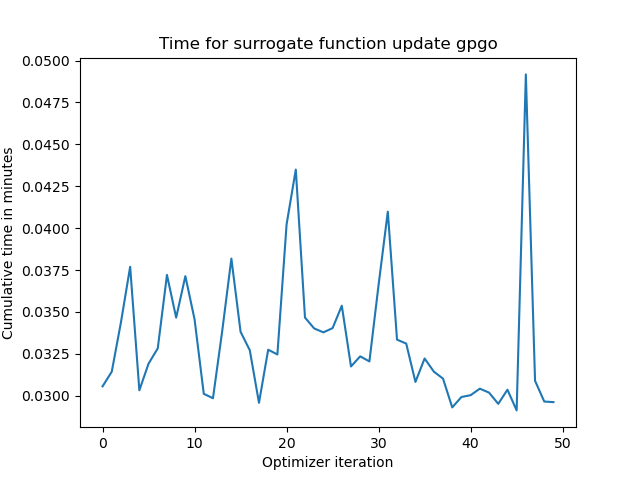 Time for surrogate function update gpgo
0.0500
0.0475
0.0450
0.0425
0.0400
0.0375
0.0350
0.0325
0.0300
Cumulative time in minutes
0 10 20 30 40 50
Optimizer iteration